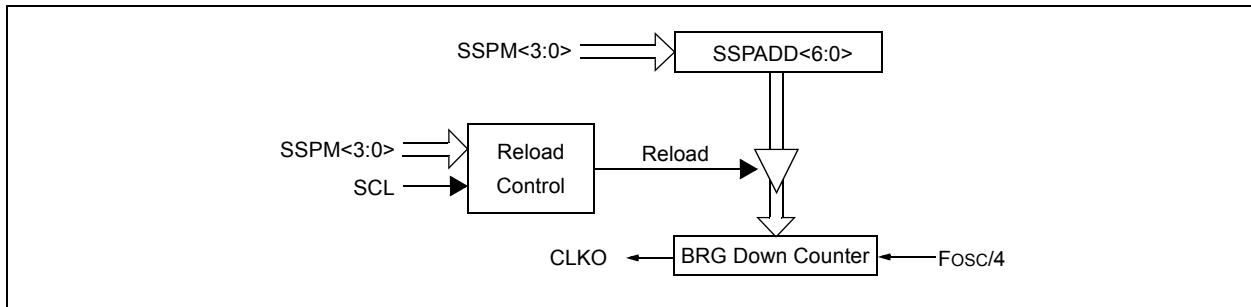 SSPM<3:0>
SSPADD<6:0>
SSPM<3:0>
SCL
Reload
Control
Reload
CLKO
BRG Down Counter
FOSC/4